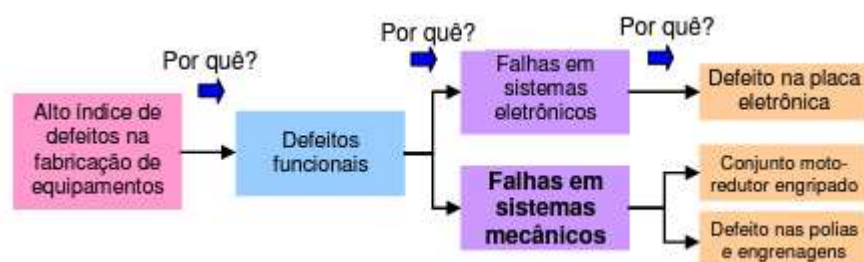 Por quê?
Por quê?
Por quê?
Alto índice de
defeitos na
fabricação de
equipamentos
Defeitos
funcionais
Falhas em
sistemas
eletrônicos
Defeito na placa
eletrônica
Falhas em
sistemas
mecânicos
Conjunto moto-
redutor engripado
Defeito nas polias
e engrenagens